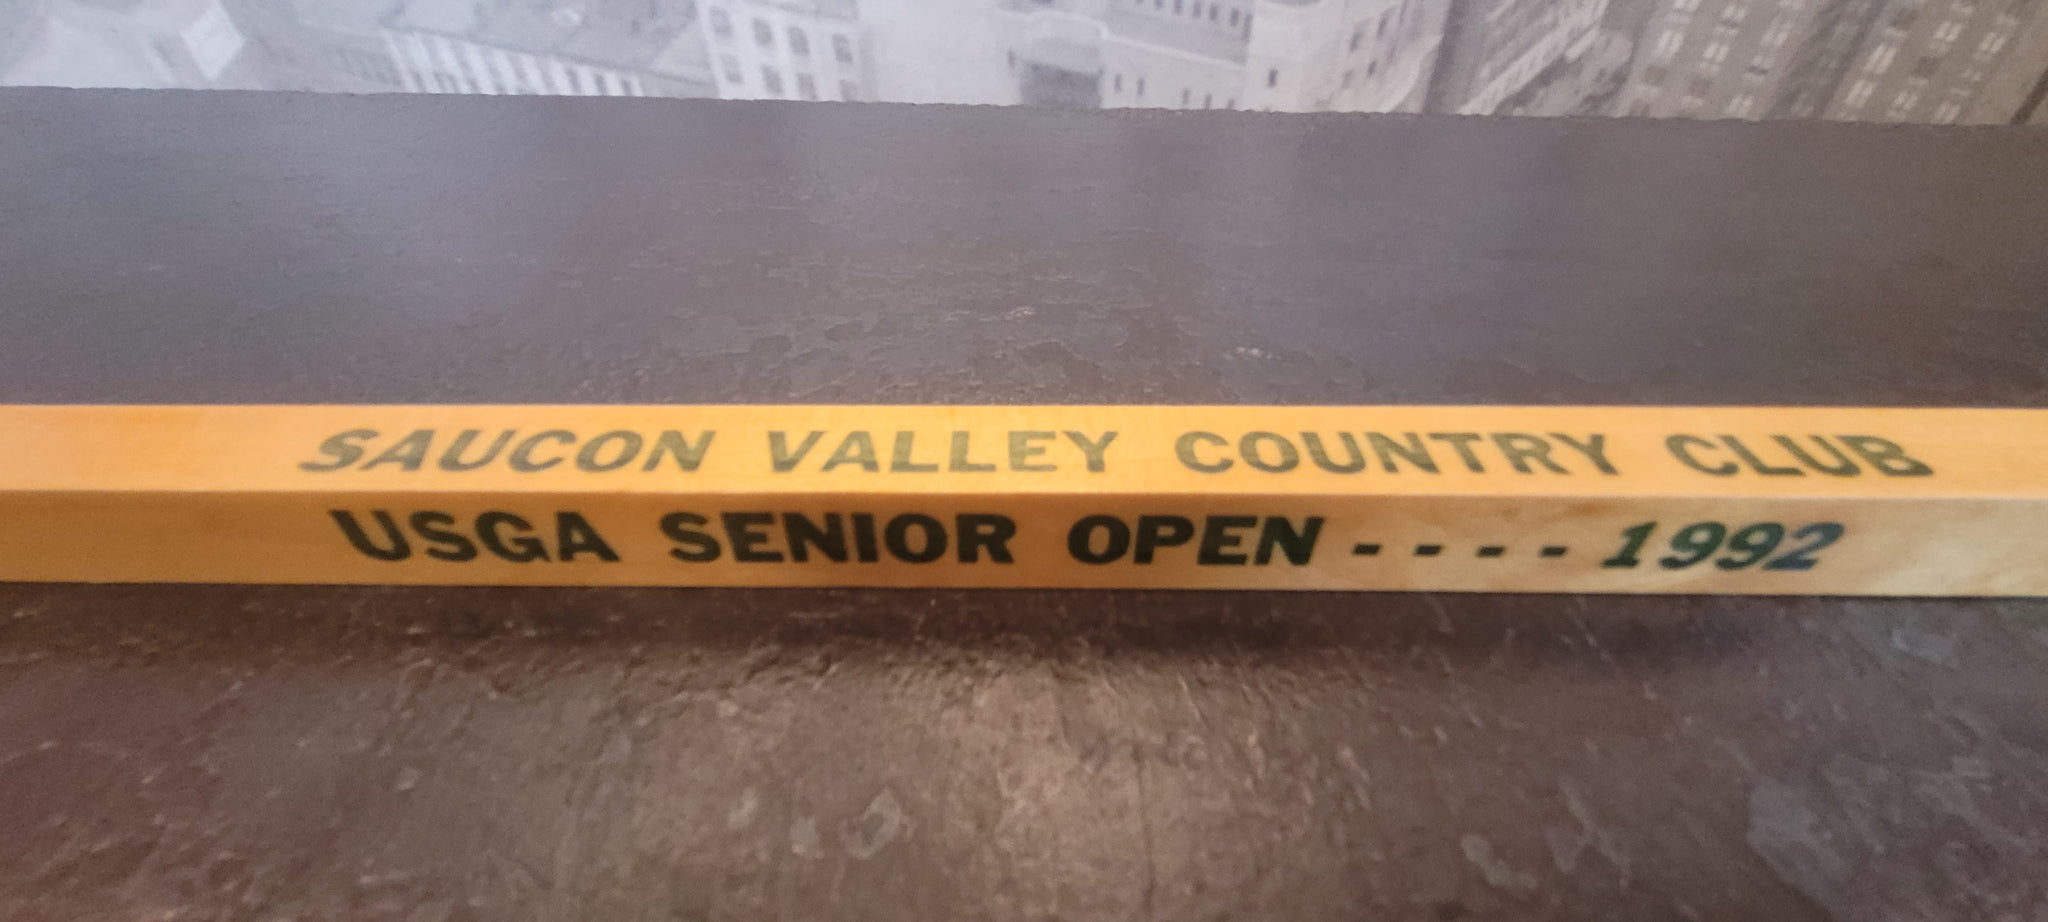 SAUCON VALLEY COUNTRY CLUB
USGA SENIOR OPEN - - - - 1992